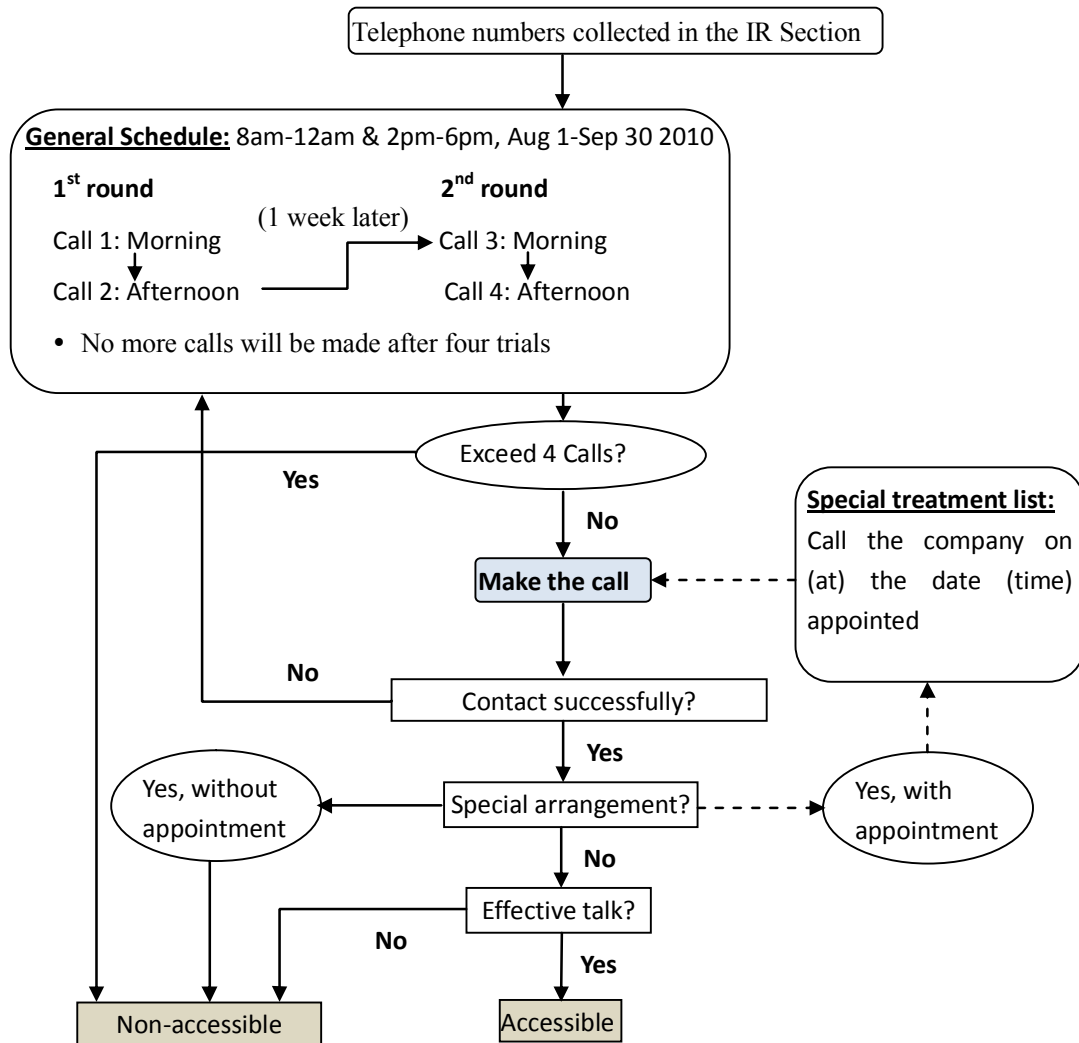 Telephone numbers collected in the IR Section
General Schedule: 8am-12am & 2pm-6pm, Aug 1-Sep 30 2010
1st round
2nd round
(1 week later)
Call 1: Morning
Call 3: Morning
Call 2: Afternoon
Call 4: Afternoon
• No more calls will be made after four trials
Exceed 4 Calls?
Yes
No
Special treatment list:
Call the company on
(at) the date (time)
appointed
Make the call
No
Contact successfully?
Yes
Yes, without
appointment
Special arrangement?
Yes, with
appointment
No
Effective talk?
No
Yes
Non-accessible
Accessible